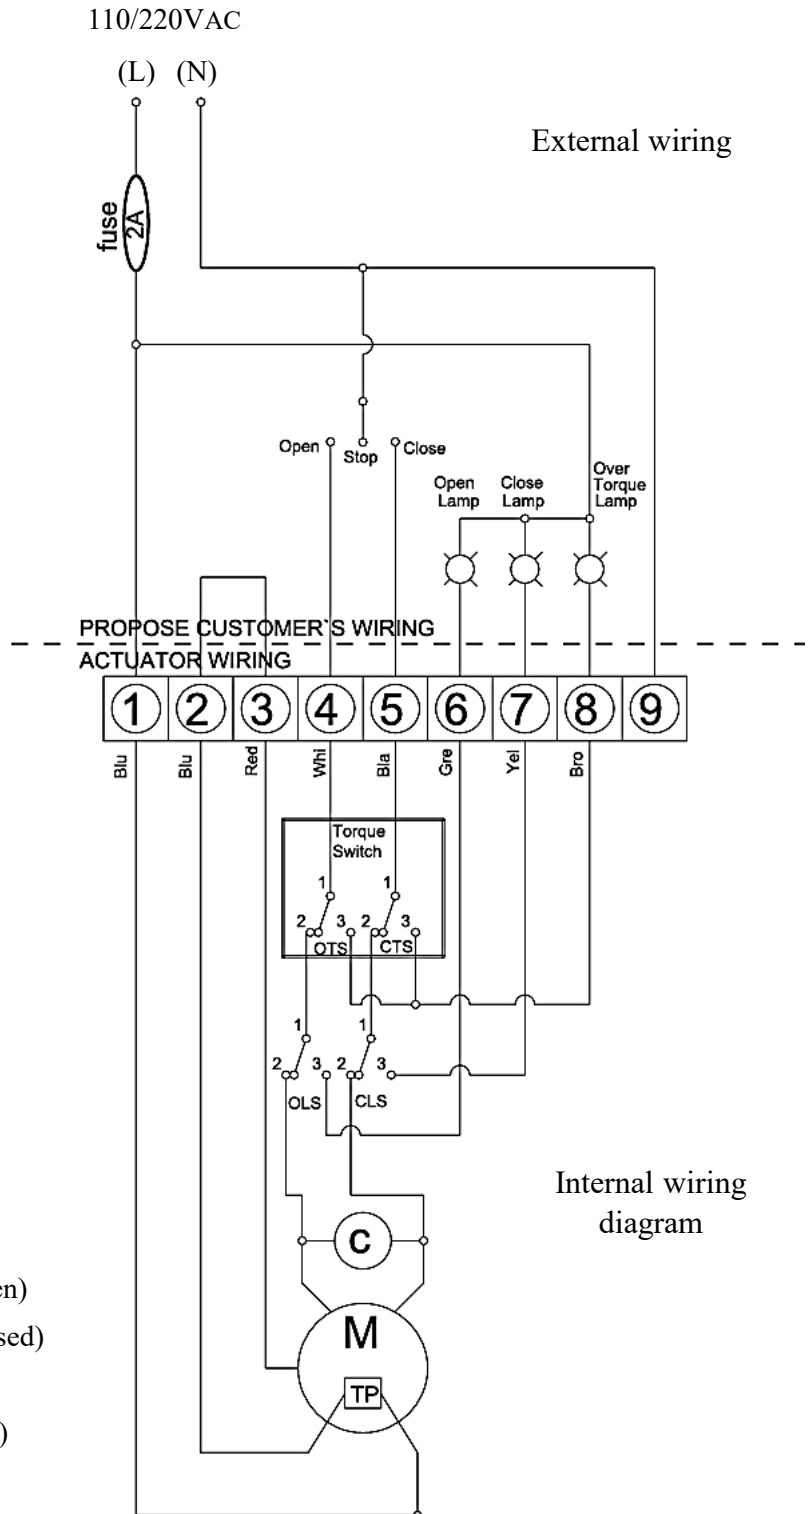 110/220VAC
(L) (N)
External wiring
fuse
2A
Open
Stop
Close
Open
Lamp
Close
Lamp
Over
Torque
Lamp
PROPOSE CUSTOMER`S WIRING
ACTUATOR WIRING
1 2 3 4 5 6 7 8 9
Blu Blu Red Whi Bla Gre Yel Bro
Torque
Switch
1 1
2 3 2 3
OTS CTS
1 1
2 3 2 3
OLS CLS
Internal wiring
diagram
C
en)
sed)
M
TP
)